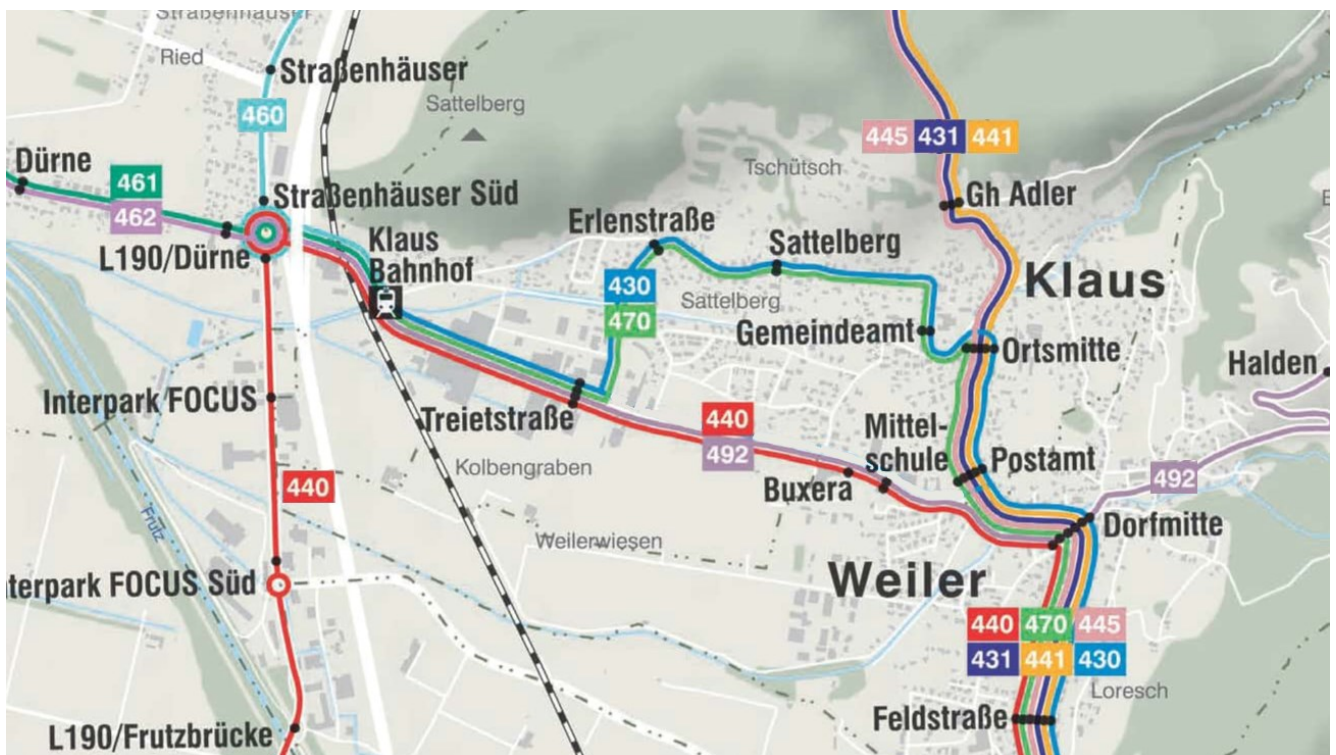 Straßenhäuser
Ried
Straßenhäuser
460
Sattelberg
445 431 441
Tschütsch
Dürne
461
462
Straßenhäuser Süd
Gh Adler
Erlenstraße
Sattelberg
L190/Dürne
Klaus
Bahnhof
430
470
Sattelberg
Klaus
Gemeindeamt
Ortsmitte
Halden
Interpark FOCUS
Treietstraße
440
492
Mittel-
schule
Postamt
Kolbengraben
Buxera
492
440
Frutz
Dorfmitte
Weilerwiesen
Weiler
terpark FOCUS Süd
440 470 445
431 441 430
Loresch
L190/Frutzbrücke
Feldstraße